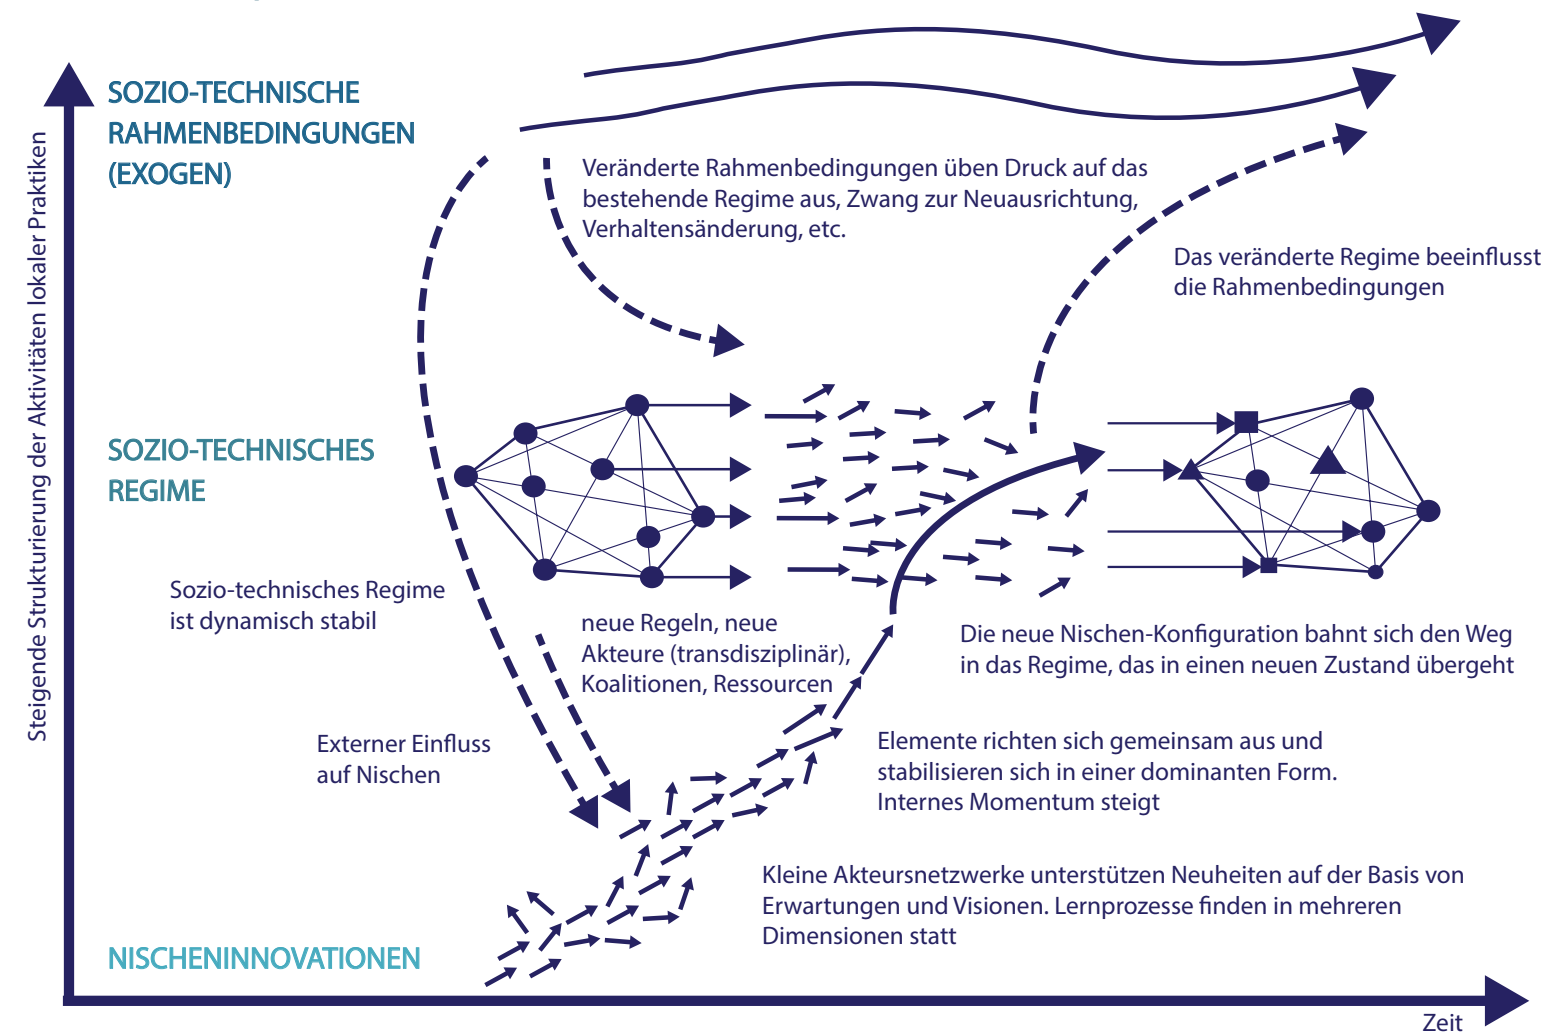 SOZIO-TECHNISCHE
RAHMENBEDINGUNGEN
(EXOGEN)
Steigende Strukturierung der Aktivitäten lokaler Praktiken
Veränderte Rahmenbedingungen üben Druck auf das
bestehende Regime aus, Zwang zur Neuausrichtung,
Verhaltensänderung, etc.
Das veränderte Regime beeinflusst
die Rahmenbedingungen
SOZIO-TECHNISCHES
REGIME
Sozio-technisches Regime
ist dynamisch stabil
neue Regeln, neue
Akteure (transdisziplinär),
Koalitionen, Ressourcen
Die neue Nischen-Konfiguration bahnt sich den Weg
in das Regime, das in einen neuen Zustand übergeht
Externer Einfluss
auf Nischen
Elemente richten sich gemeinsam aus und
stabilisieren sich in einer dominanten Form.
Internes Momentum steigt
Kleine Akteursnetzwerke unterstützen Neuheiten auf der Basis von
Erwartungen und Visionen. Lernprozesse finden in mehreren
Dimensionen statt
NISCHENINNOVATIONEN
Zeit